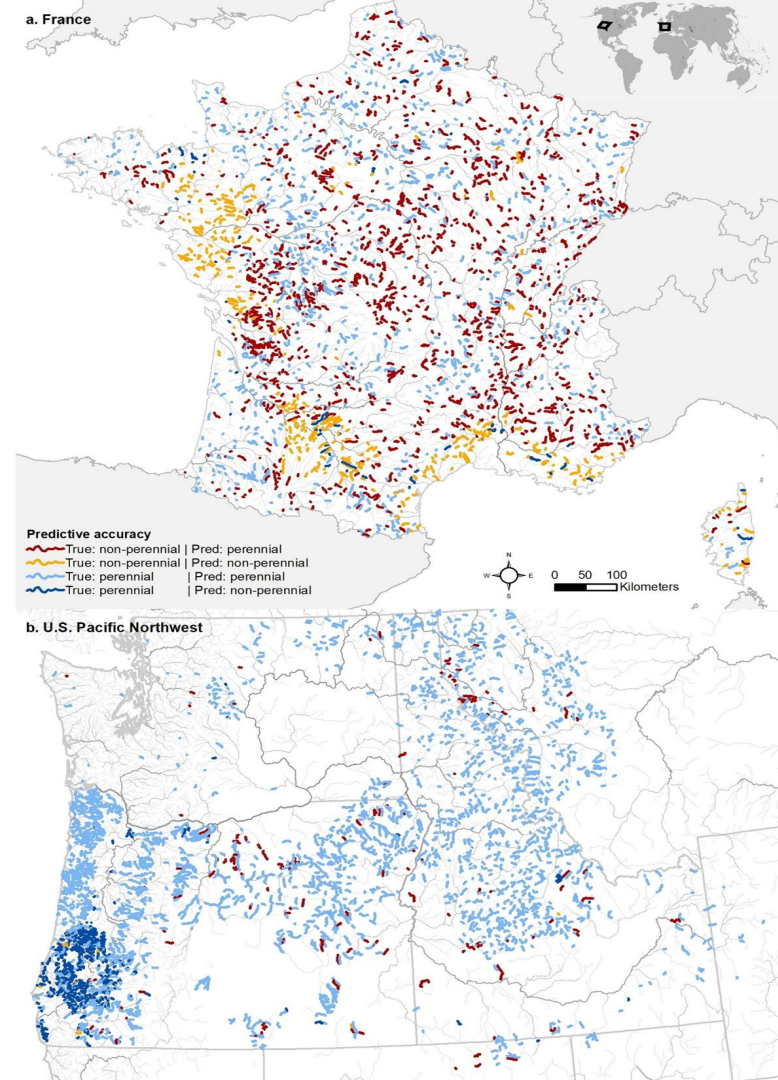 a. France
Predictive accuracy
True: non-perennial | Pred: perennial
True: non-perennial | Pred: non-perennial
True: perennial | Pred: perennial
True: perennial | Pred: non-perennial
N
W E
S
0 50 100
Kilometers
b. U.S. Pacific Northwest